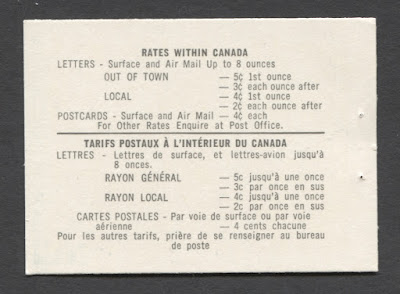 RATES WITHIN CANADA
LETTERS - Surface and Air Mail Up to 8 ounces
OUT OF TOWN — 5¢ 1st ounce
— 3¢ each ounce after
LOCAL — 4¢ 1st ounce
— 2¢ each ounce after
POSTCARDS - Surface and Air Mail — 4¢ each
For Other Rates Enquire at Post Office.
TARIFS POSTAUX À L'INTÉRIEUR DU CANADA
LETTRES - Lettres de surface, et lettres-avion jusqu'à
8 onces.
RAYON GÉNÉRAL — 5c jusqu'à une once
— 3c par once en sus
RAYON LOCAL — 4c jusqu'à une once
— 2c par once en sus
CARTES POSTALES - Par voie de surface ou par voie
aérienne — 4 cents chacune
Pour les autres tarifs, prière de se renseigner au bureau
de poste